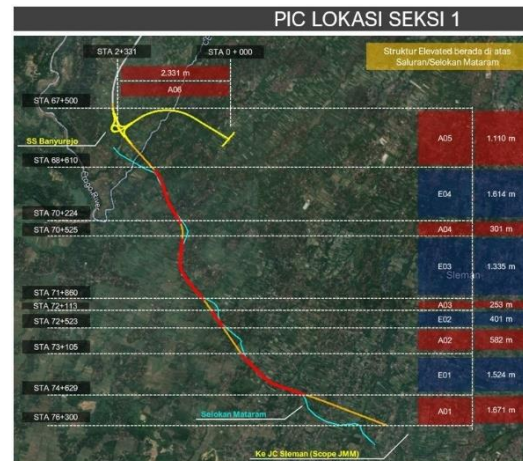 PIC LOKASI SEKSI 1
STA 2+331
STA 0 + 000
Struktur Elevated berada di atas
Saluran/Selokan Mataram
2.331 m
A06
STA 67+500
SS Banyurejo
A05
1.110 m
STA 68+610
Progo River
E04
1.614 m
STA 70+224
A04
301 m
STA 70+525
E03
1.335 m
Sleman
STA 71+860
A03
253 m
STA 72+113
E02
401 m
STA 72+523
A02
582 m
STA 73+105
E01
1.524 m
STA 74+629
Selokan Mataram
A01
1.671 m
STA 76+300
Ke JC Sleman (Scope JMM)